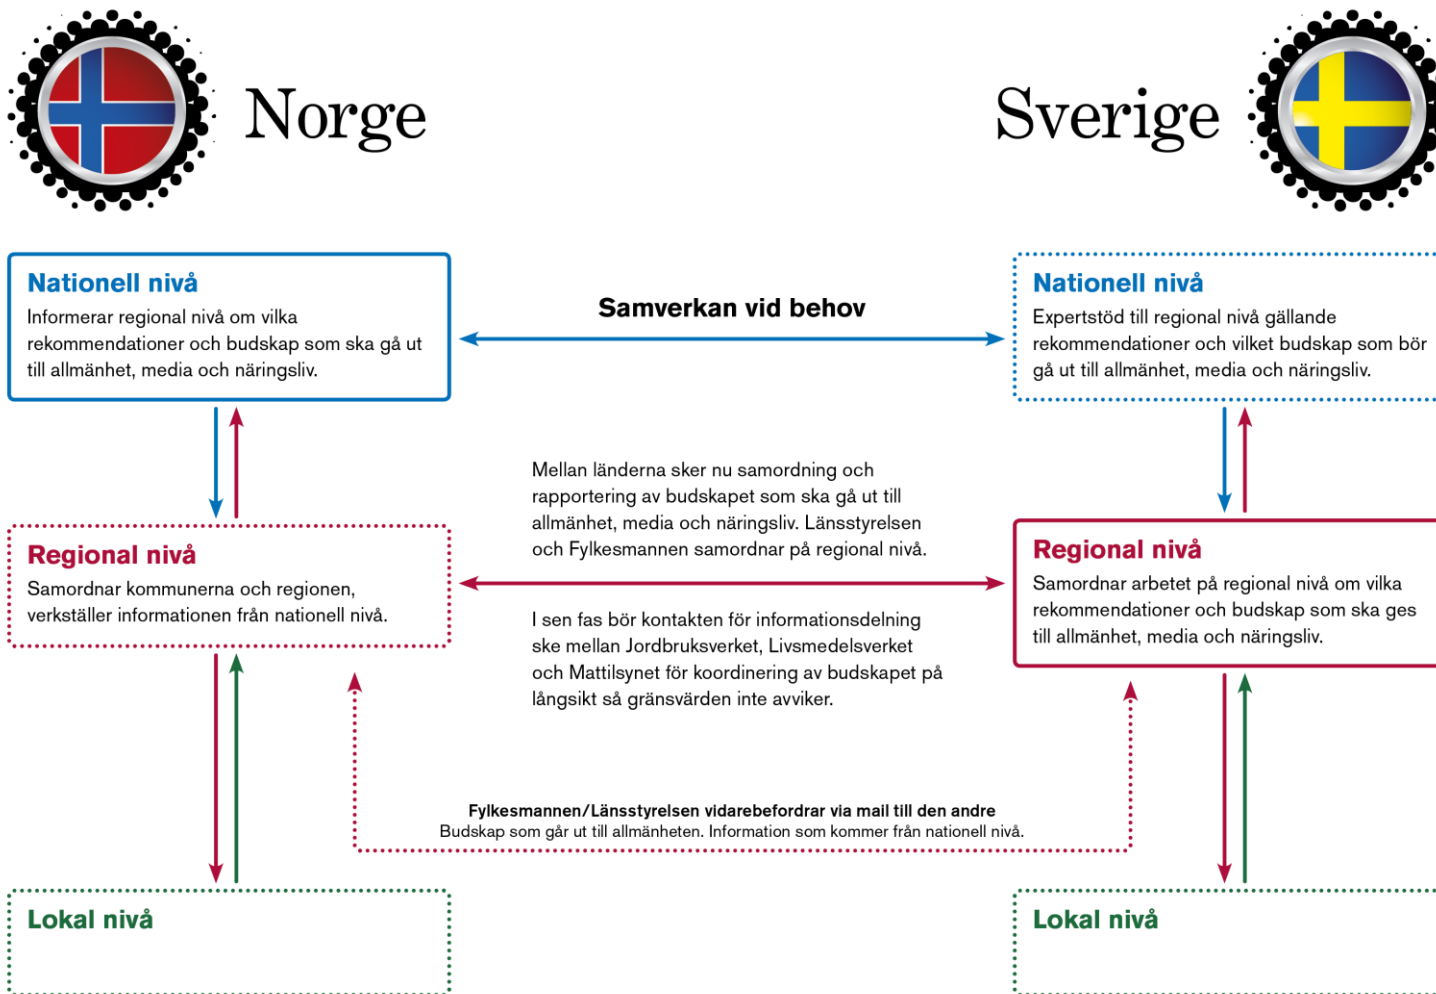 Norge
Sverige
Nationell nivå
Informerar regional nivå om vilka
rekommendationer och budskap som ska gå ut
till allmänhet, media och näringsliv.
Samverkan vid behov
Nationell nivå
Expertstöd till regional nivå gällande
rekommendationer och vilket budskap som bör
gå ut till allmänhet, media och näringsliv.
Mellan länderna sker nu samordning och
rapportering av budskapet som ska gå ut till
allmänhet, media och näringsliv. Länsstyrelsen
och Fylkesmannen samordnar på regional nivå.
Regional nivå
Samordnar kommunerna och regionen,
verkställer informationen från nationell nivå.
Regional nivå
Samordnar arbetet på regional nivå om vilka
rekommendationer och budskap som ska ges
till allmänhet, media och näringsliv.
I sen fas bör kontakten för informationsdelning
ske mellan Jordbruksverket, Livsmedelsverket
och Mattilsynet för koordinering av budskapet på
långsikt så gränsvärden inte avviker.
Fylkesmannen/Länsstyrelsen vidarebefordrar via mail till den andre
Budskap som går ut till allmänheten. Information som kommer från nationell nivå.
Lokal nivå
Lokal nivå